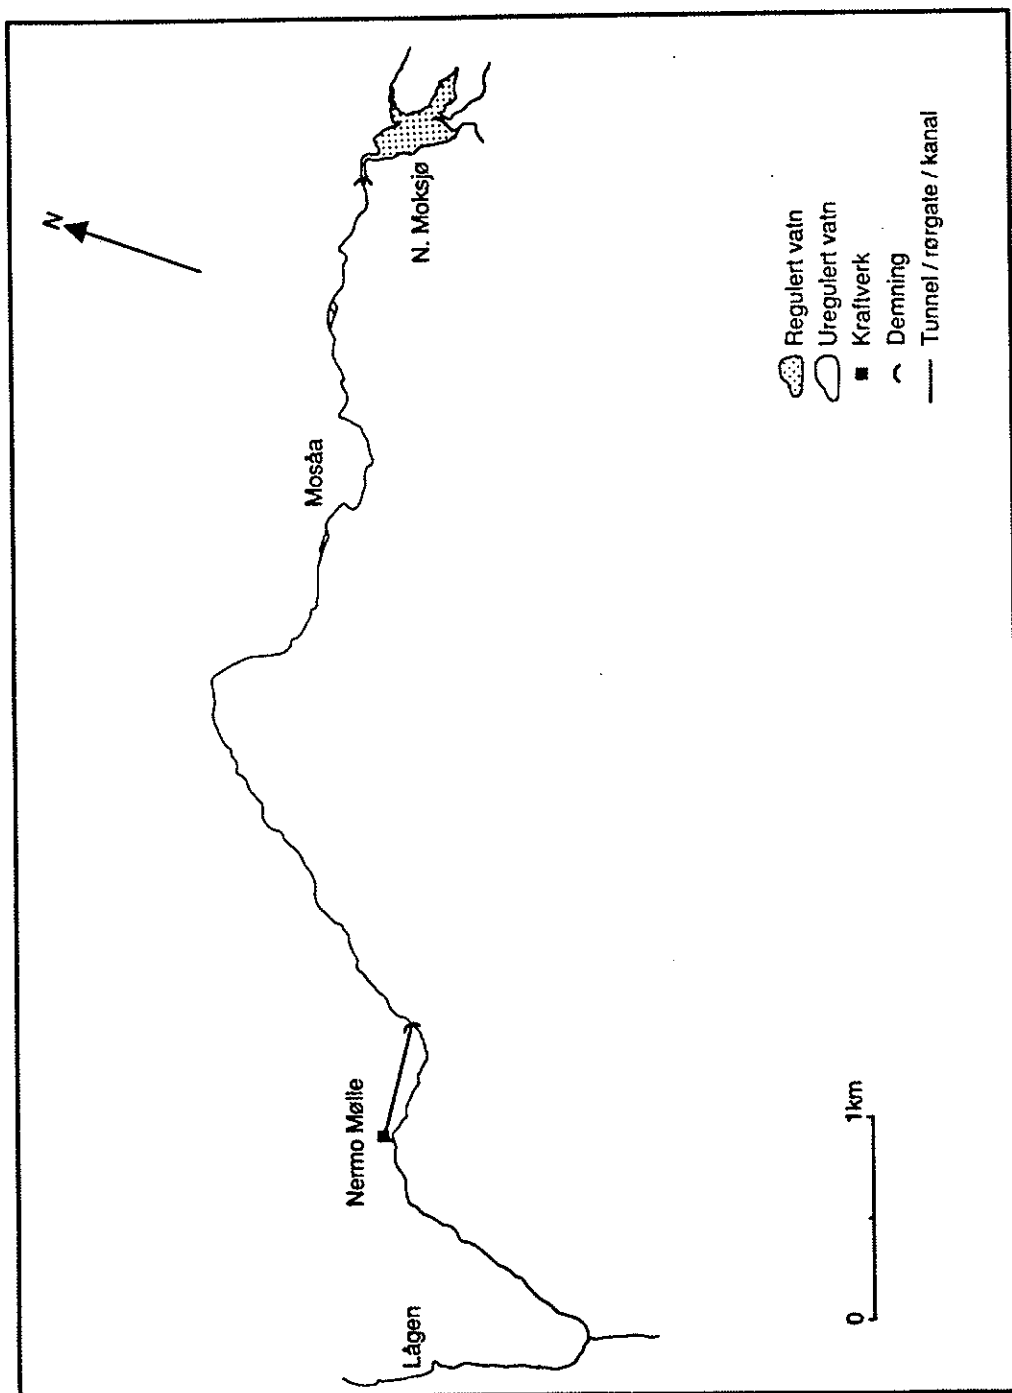 N
N. Moksjø
Mosåa
Nermo Mølle
Lågen
Regulert vatn
Uregulert vatn
Kraftverk
Demning
Tunnel / rørgate / kanal
0 1km